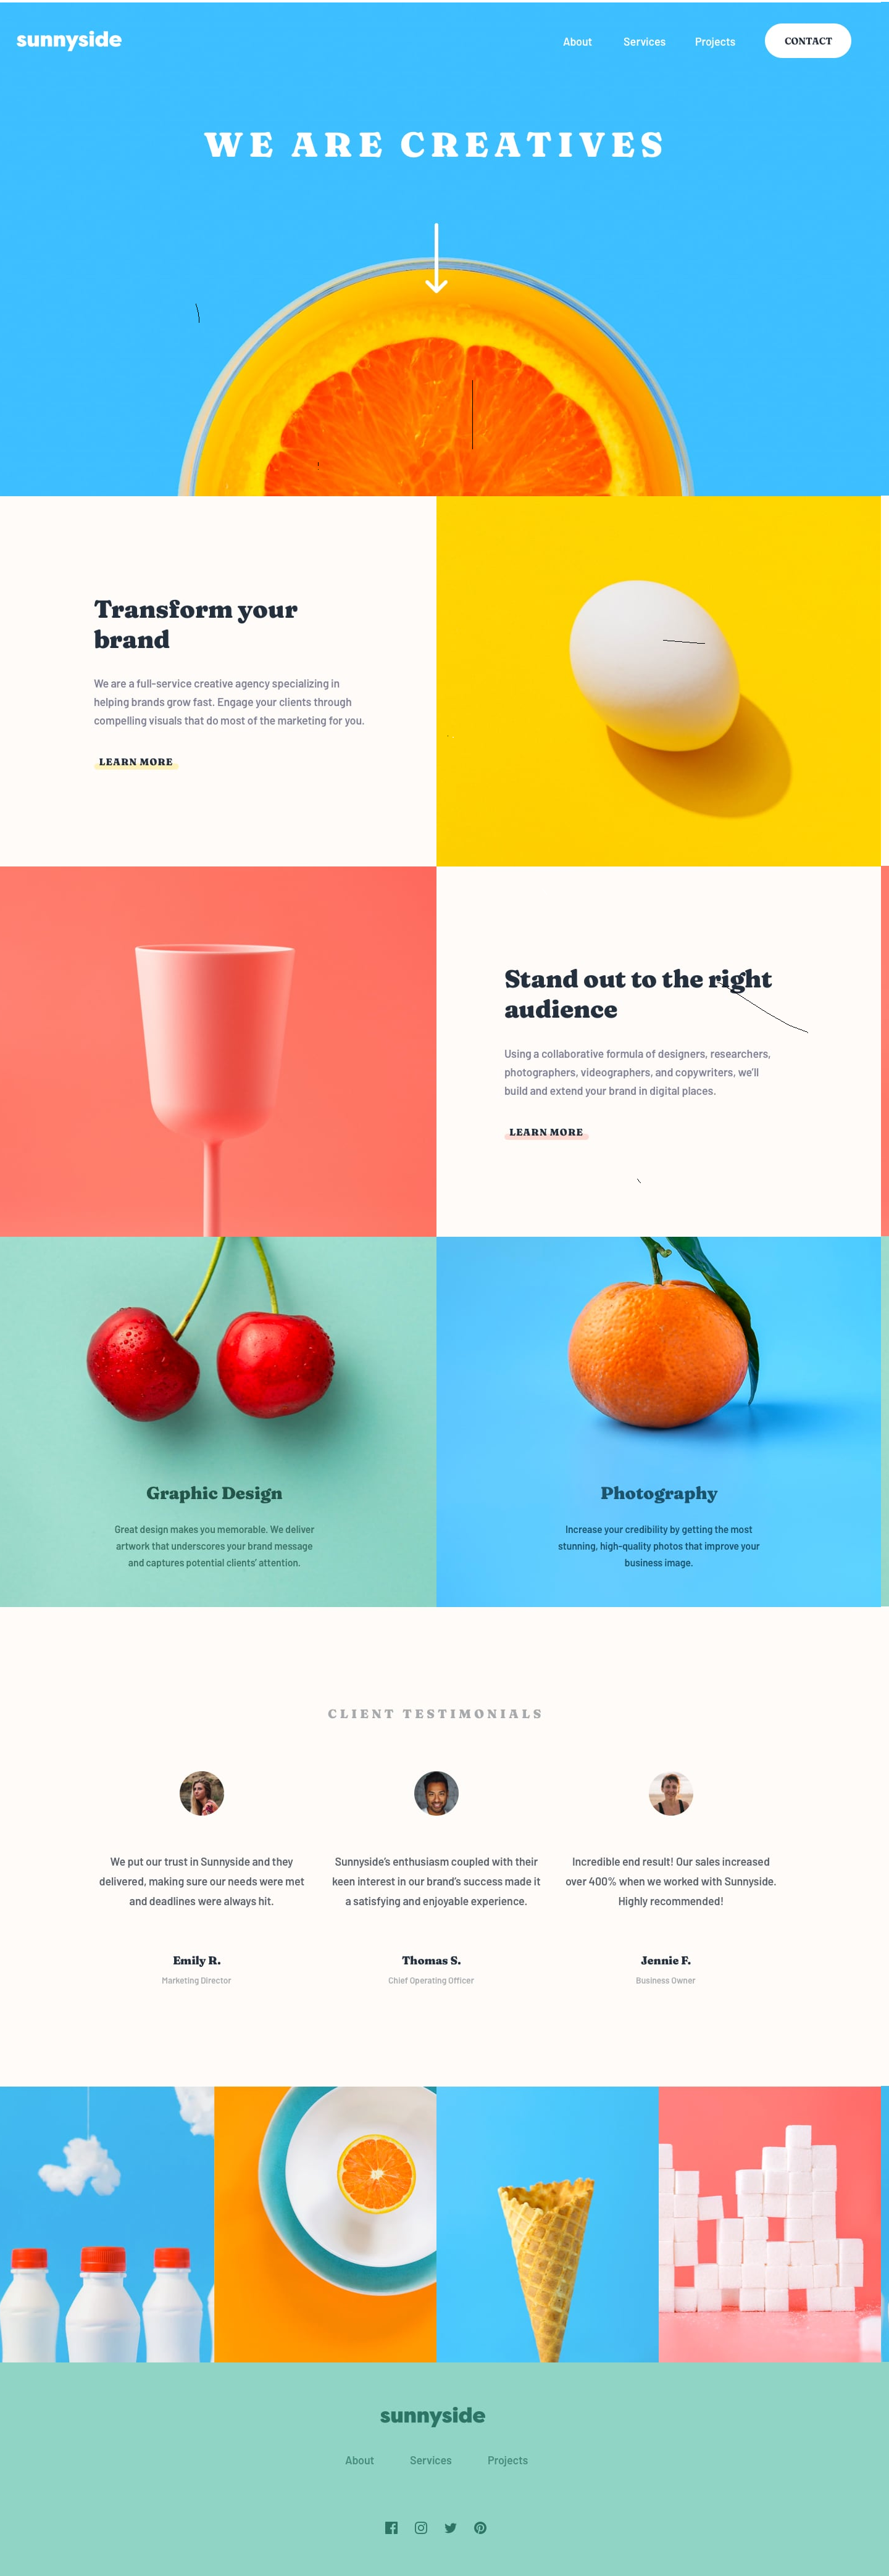 sunnyside
About
Services
Projects
CONTACT
WE ARE CREATIVES
Transform your
brand
We are a full-service creative agency specializing in
helping brands grow fast. Engage your clients through
compelling visuals that do most of the marketing for you.
LEARN MORE
Stand out to the right
audience
Using a collaborative formula of designers, researchers,
photographers, videographers, and copywriters, we'll
build and extend your brand in digital places.
LEARN MORE
Graphic Design
Great design makes you memorable. We deliver
artwork that underscores your brand message
and captures potential clients' attention.
Photography
Increase your credibility by getting the most
stunning, high-quality photos that improve your
business image.
CLIENT TESTIMONIALS
We put our trust in Sunnyside and they
delivered, making sure our needs were met
and deadlines were always hit.
Emily R.
Marketing Director
Sunnyside's enthusiasm coupled with their
keen interest in our brand's success made it
a satisfying and enjoyable experience.
Thomas S.
Chief Operating Officer
Incredible end result! Our sales increased
over 400% when we worked with Sunnyside.
Highly recommended!
Jennie F.
Business Owner
sunnyside
About
Services
Projects